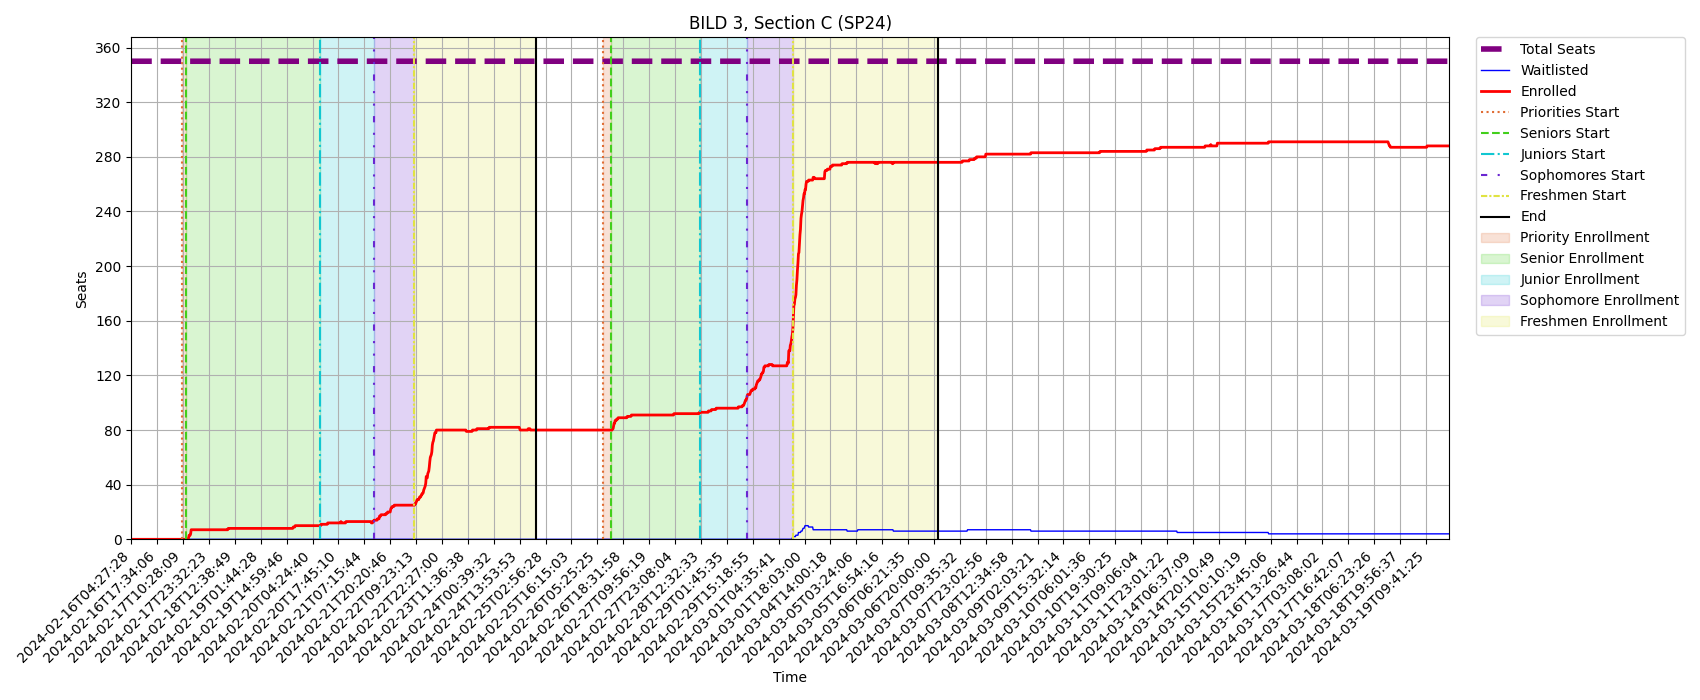 BILD 3, Section C (SP24)
Seats
360
320
280
240
200
160
120
80
40
0
2024-02-16T04:27:28
2024-02-16T17:34:06
2024-02-17T10:28:09
2024-02-17T23:32:23
2024-02-18T12:38:49
2024-02-19T01:44:28
2024-02-19T14:59:46
2024-02-20T04:24:40
2024-02-20T17:45:10
2024-02-21T07:15:44
2024-02-21T20:20:46
2024-02-22T09:23:13
2024-02-22T22:27:00
2024-02-23T11:36:38
2024-02-24T00:39:32
2024-02-24T13:53:53
2024-02-25T02:56:28
2024-02-25T16:15:03
2024-02-26T05:25:25
2024-02-26T18:31:58
2024-02-27T09:56:19
2024-02-27T23:08:04
2024-02-28T12:32:33
2024-02-29T01:45:35
2024-02-29T15:18:55
2024-03-01T04:35:41
2024-03-01T18:03:00
2024-03-04T14:00:18
2024-03-05T03:24:06
2024-03-05T16:54:16
2024-03-06T06:21:35
2024-03-06T20:00:00
2024-03-07T09:35:32
2024-03-07T23:02:56
2024-03-08T12:34:58
2024-03-09T02:03:21
2024-03-09T15:32:14
2024-03-10T06:01:36
2024-03-10T19:30:25
2024-03-11T09:06:04
2024-03-11T23:01:22
2024-03-14T06:37:09
2024-03-14T20:10:49
2024-03-15T10:10:19
2024-03-15T23:45:06
2024-03-16T13:26:44
2024-03-17T03:08:02
2024-03-17T16:42:07
2024-03-18T06:23:26
2024-03-18T19:56:37
2024-03-19T09:41:25
Time
Total Seats
Waitlisted
Enrolled
Priorities Start
Seniors Start
Juniors Start
Sophomores Start
Freshmen Start
End
Priority Enrollment
Senior Enrollment
Junior Enrollment
Sophomore Enrollment
Freshmen Enrollment